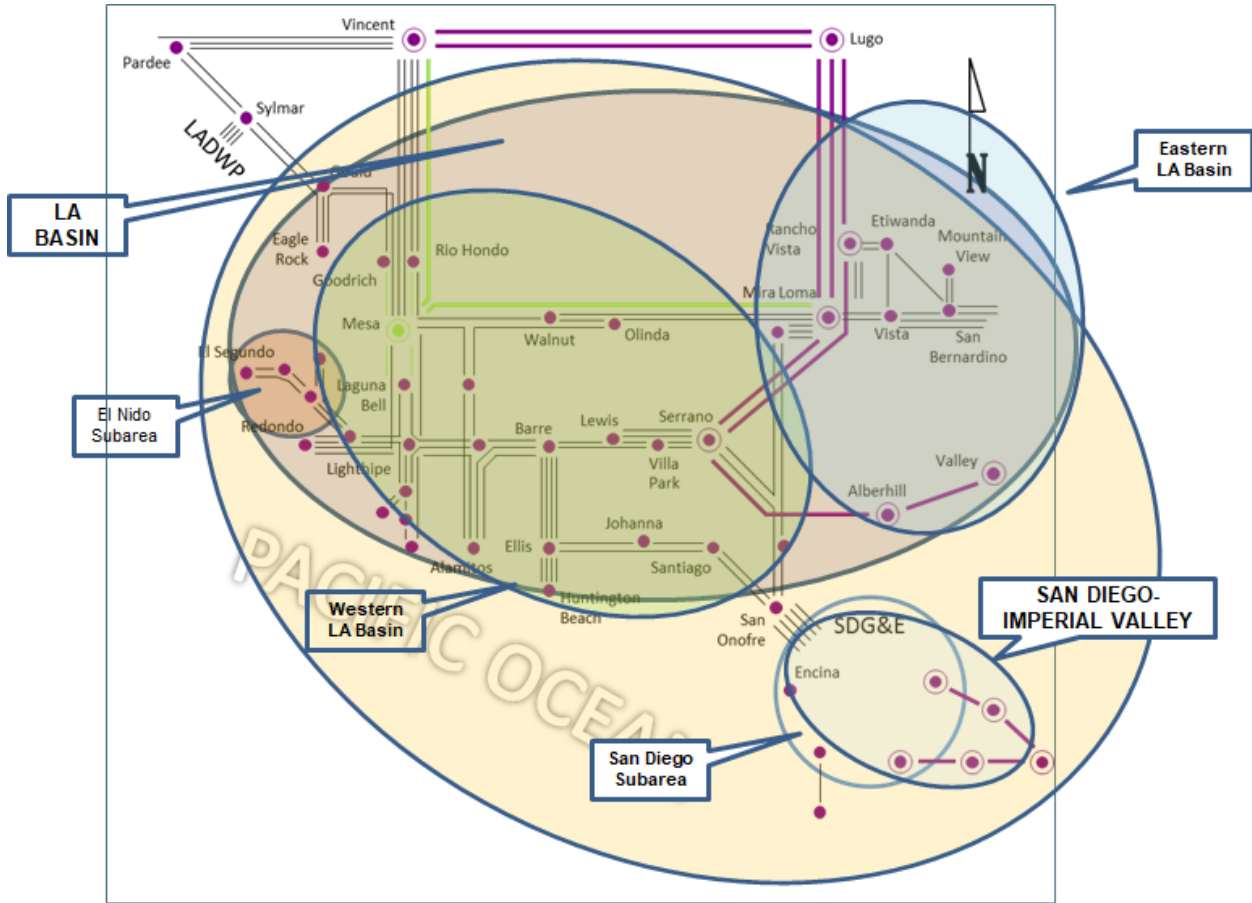 Vincent
Lugo
Pardee
Sylmar
LADWP
N
Eastern
LA Basin
LA
BASIN
Gould
Eagle
Rock
Goodrich
Rio Hondo
Rancho
Vista
Etiwanda
Mountain
View
Mesa
Mira Loma
Walnut
Olinda
Vista
San
Bernardino
El Segundo
Laguna
Bell
El Nido
Subarea
Redondo
Lighthipe
Barre
Lewis
Serrano
Villa
Park
Valley
Alberhill
Johanna
Ellis
Santiago
Alamitos
Huntington
Beach
PACIFIC OCEAN
Western
LA Basin
San
Onofre
SDG&E
SAN DIEGO-
IMPERIAL VALLEY
Encina
San Diego
Subarea